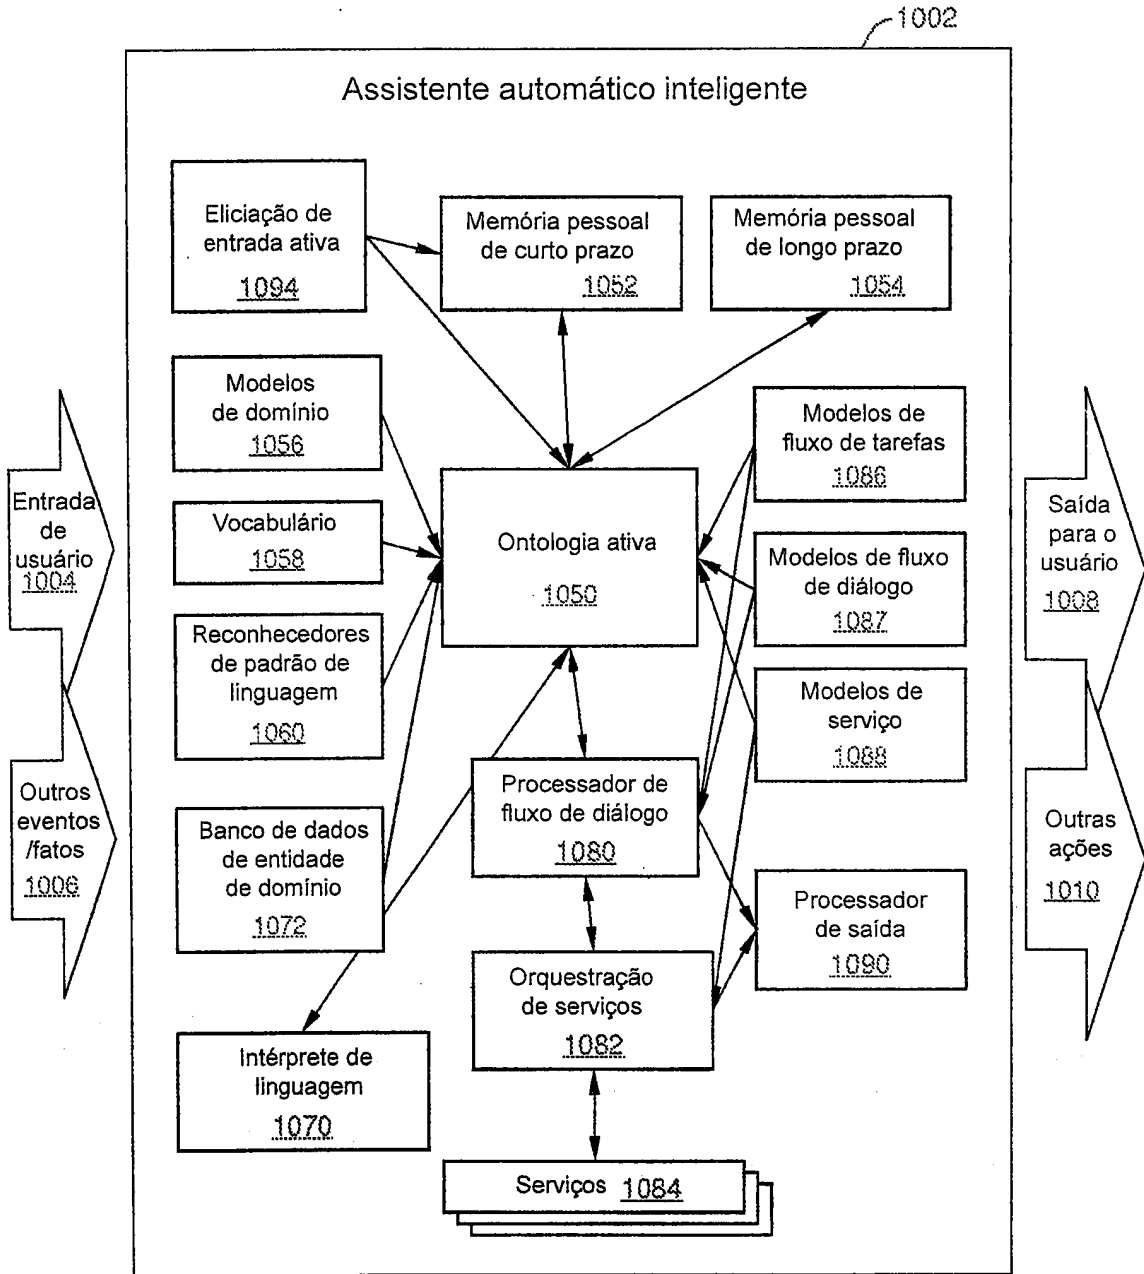 1002
Assistente automático inteligente
Eliciação de
entrada ativa
1094
Memória pessoal
de curto prazo
1052
Memória pessoal
de longo prazo
1054
Modelos
de domínio
1056
Vocabulário
1058
Reconhecedores
de padrão de
linguagem
1060
Banco de dados
de entidade
de domínio
1072
Intérprete de
linguagem
1070
Ontologia ativa
1050
Processador de
fluxo de diálogo
1080
Orquestração
de serviços
1082
Serviços 1084
Modelos de
fluxo de tarefas
1086
Modelos de fluxo
de diálogo
1087
Modelos de
serviço
1088
Processador
de saída
1090
Entrada
de
usuário
1004
Outros
eventos
/fatos
1006
Saída
para o
usuário
1008
Outras
ações
1010